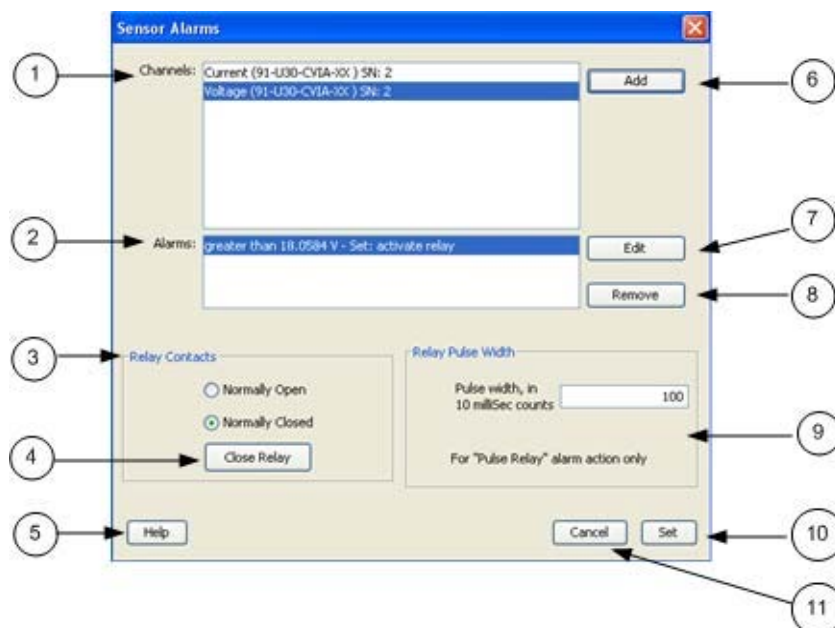 Sensor Alarms
1
Channels:
Current (91-U30-CVIA-XX ) SN: 2
Voltage (91-U30-CVIA-XX ) SN: 2
Add
6
2
Alarms:
greater than 18.0584 V - Set: activate relay
Edit
7
Remove
8
3
Relay Contacts
Normally Open
Normally Closed
4
Close Relay
Relay Pulse Width
Pulse width, in
10 milliSec counts
100
For "Pulse Relay" alarm action only
9
5
Help
Cancel
Set
10
11